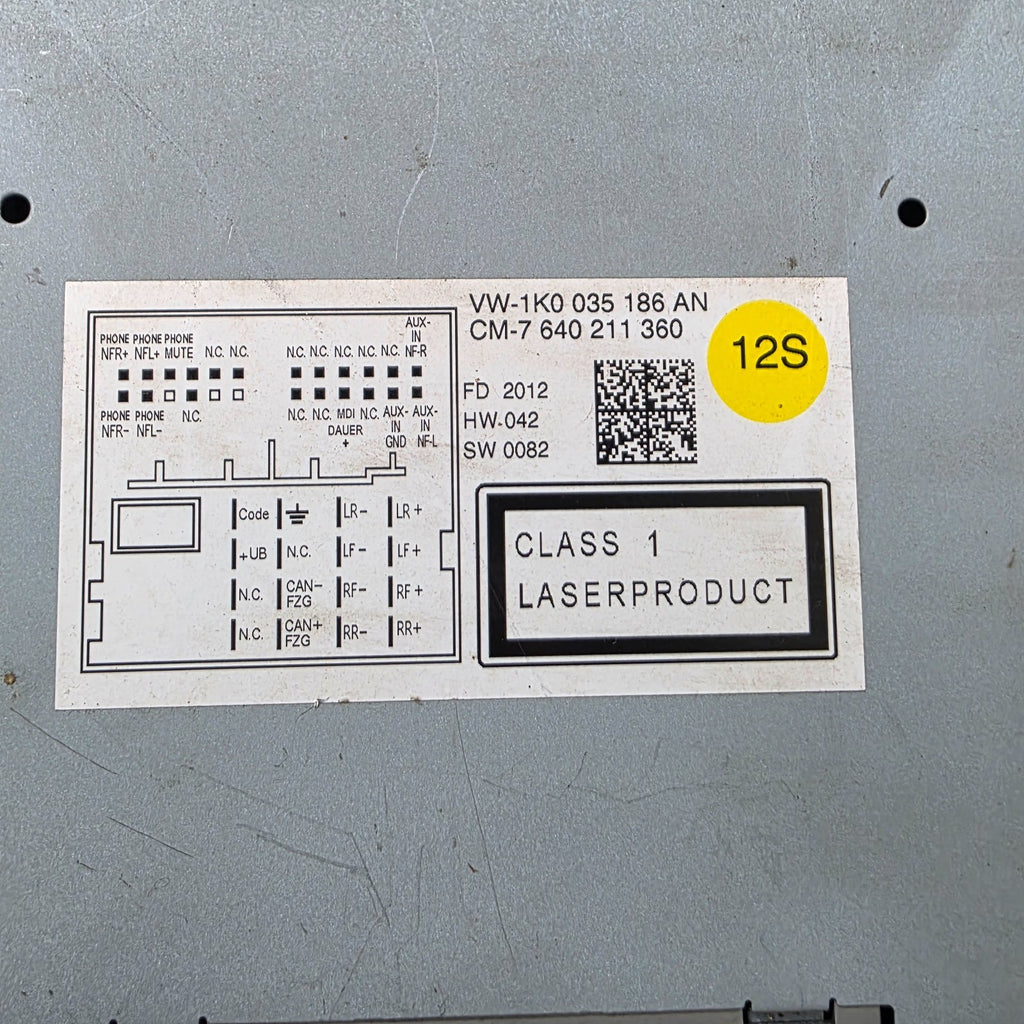 VW-1K0 035 186 AN
CM-7 640 211 360
12S
FD 2012
HW-042
SW 0082
CLASS 1
LASERPRODUCT
AUX-
IN
PHONE PHONE PHONE
NFR+ NFL+ MUTE N.C. N.C. N.C. N.C. N.C. N.C. N.C. NF-R
PHONE PHONE N.C. N.C. N.C. MDI N.C. AUX- AUX-
NFR- NFL- DAUER IN IN
+ GND NF-L
Code LR- LR+
+UB N.C. LF- LF+
N.C. CAN- RF- RF+
FZG
N.C. CAN+ RR- RR+
FZG